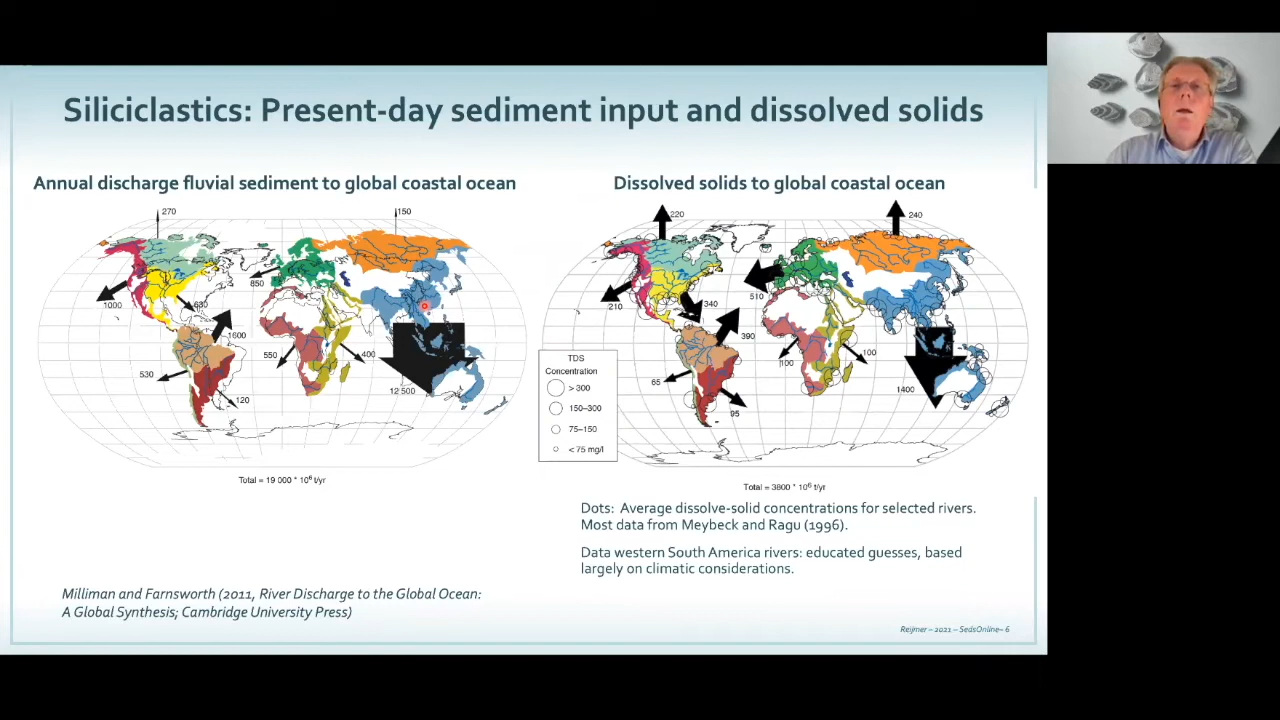 Siliciclastics: Present-day sediment input and dissolved solids
Annual discharge fluvial sediment to global coastal ocean
270
150
850
1000
630
1600
550
400
530
120
12 500
Total = 19 000 * 10⁶ t/yr
Dissolved solids to global coastal ocean
220
240
510
210
340
390
100
100
65
95
1400
TDS
Concentration
> 300
150–300
75–150
< 75 mg/l
Total = 3800 * 10⁶ t/yr
Dots: Average dissolve-solid concentrations for selected rivers.
Most data from Meybeck and Ragu (1996).
Data western South America rivers: educated guesses, based
largely on climatic considerations.
Milliman and Farnsworth (2011, River Discharge to the Global Ocean:
A Global Synthesis; Cambridge University Press)
Reijmer – 2021 – SedsOnline– 6